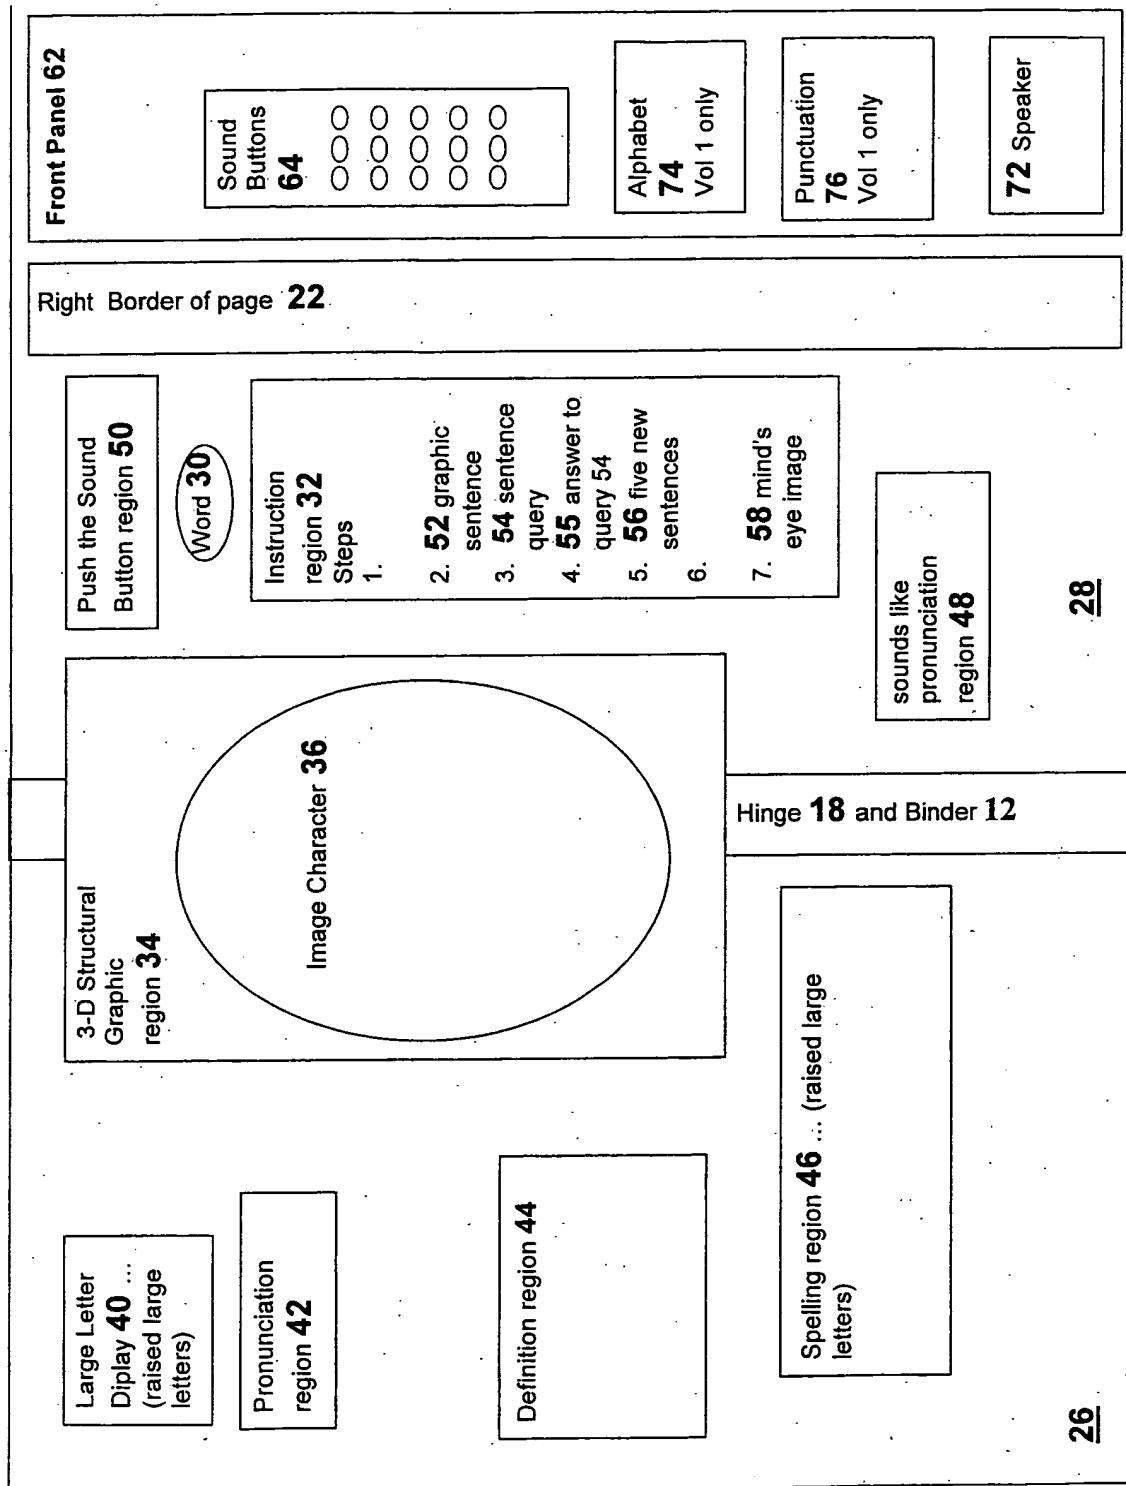 Large Letter
Diplay 40 ...
(raised large
letters)
Pronunciation
region 42
Definition region 44
Spelling region 46 ... (raised large
letters)
26
3-D Structural
Graphic
region 34
Image Character 36
Hinge 18 and Binder 12
Push the Sound
Button region 50
Word 30
Instruction
region 32
Steps
1.
2. 52 graphic
sentence
3. 54 sentence
query
4. 55 answer to
query 54
5. 56 five new
sentences
6.
7. 58 mind's
eye image
sounds like
pronunciation
region 48
28
Right Border of page 22
Front Panel 62
Sound
Buttons
64
Alphabet
74
Vol 1 only
Punctuation
76
Vol 1 only
72 Speaker